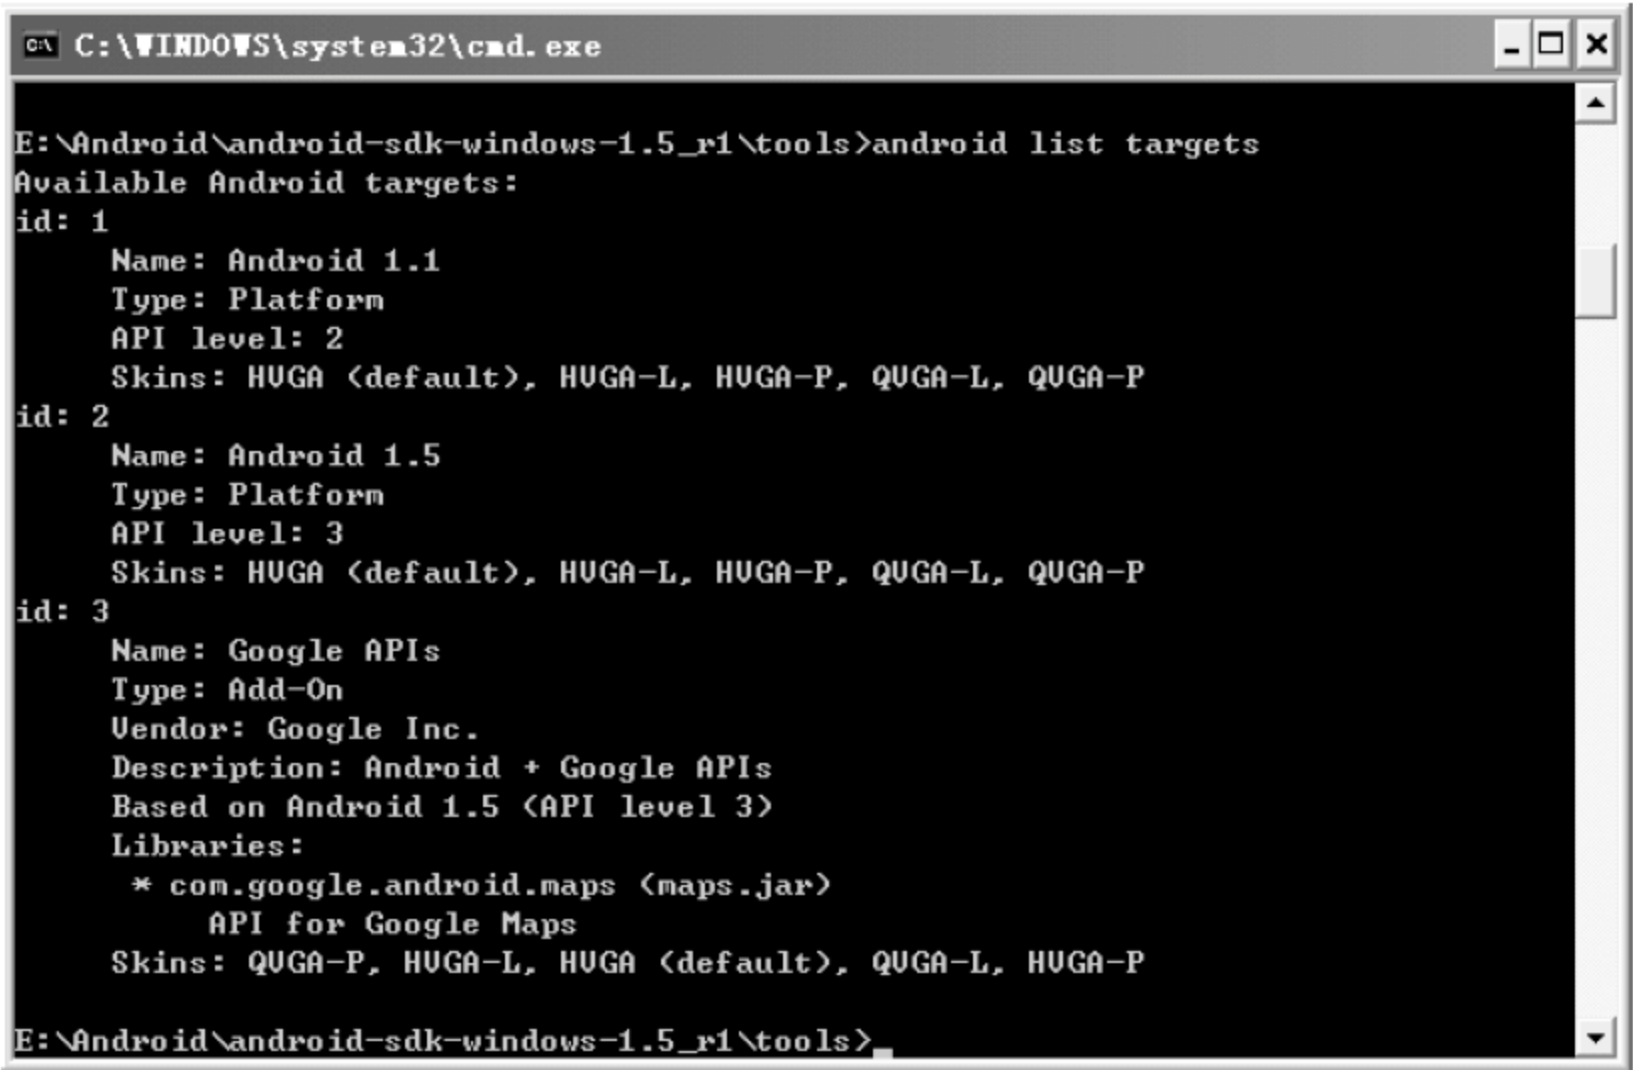 C:\WINDOWS\system32\cmd.exe
E:\Android\android-sdk-windows-1.5_r1\tools>android list targets
Available Android targets:
id: 1
Name: Android 1.1
Type: Platform
API level: 2
Skins: HVGA (default), HVGA-L, HVGA-P, QVGA-L, QVGA-P
id: 2
Name: Android 1.5
Type: Platform
API level: 3
Skins: HVGA (default), HVGA-L, HVGA-P, QVGA-L, QVGA-P
id: 3
Name: Google APIs
Type: Add-On
Vendor: Google Inc.
Description: Android + Google APIs
Based on Android 1.5 (API level 3)
Libraries:
* com.google.android.maps (maps.jar)
API for Google Maps
Skins: QVGA-P, HVGA-L, HVGA (default), QVGA-L, HVGA-P
E:\Android\android-sdk-windows-1.5_r1\tools>_